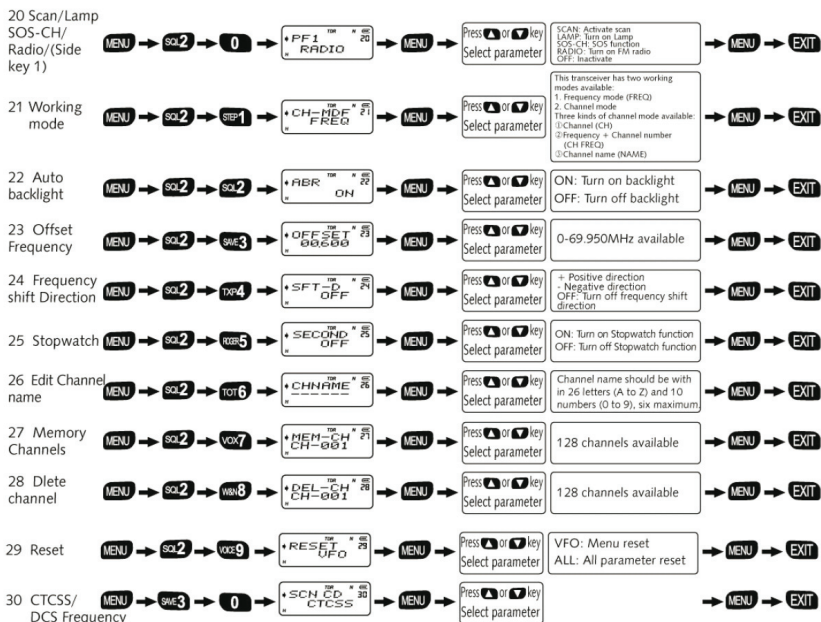 20 Scan/Lamp
SOS-CH/
Radio/(Side
key 1)
MENU SQL2 0 PF1 20 RADIO MENU Press or key Select parameter
SCAN: Activate scan
LAMP: Turn on Lamp
SOS-CH: SOS function
RADIO: Turn on FM radio
OFF: Inactivate
MENU EXIT
21 Working
mode
MENU SQL2 STEP1 CH-MDF 21 FREQ MENU Press or key Select parameter
This transceiver has two working
modes available:
1. Frequency mode (FREQ)
2. Channel mode
Three kinds of channel mode available:
①Channel (CH)
②Frequency + Channel number
(CH FREQ)
③Channel name (NAME)
MENU EXIT
22 Auto
backlight
MENU SQL2 SQL2 ABR 22 ON MENU Press or key Select parameter
ON: Turn on backlight
OFF: Turn off backlight
MENU EXIT
23 Offset
Frequency
MENU SQL2 SAVE3 OFFSET 23 00,600 MENU Press or key Select parameter
0-69.950MHz available
MENU EXIT
24 Frequency
shift Direction
MENU SQL2 TXP4 SFT-D 24 OFF MENU Press or key Select parameter
+ Positive direction
- Negative direction
OFF: Turn off frequency shift
direction
MENU EXIT
25 Stopwatch
MENU SQL2 ROGER5 SECOND 25 OFF MENU Press or key Select parameter
ON: Turn on Stopwatch function
OFF: Turn off Stopwatch function
MENU EXIT
26 Edit Channel
name
MENU SQL2 TOT6 CHNAME 26 ------ MENU Press or key Select parameter
Channel name should be with
in 26 letters (A to Z) and 10
numbers (0 to 9), six maximum.
MENU EXIT
27 Memory
Channels
MENU SQL2 VOX7 MEM-CH 27 CH-001 MENU Press or key Select parameter
128 channels available
MENU EXIT
28 Dlete
channel
MENU SQL2 W&N8 DEL-CH 28 CH-001 MENU Press or key Select parameter
128 channels available
MENU EXIT
29 Reset
MENU SQL2 VOICE9 RESET 29 VFO MENU Press or key Select parameter
VFO: Menu reset
ALL: All parameter reset
MENU EXIT
30 CTCSS/
DCS Frequency
MENU SAVE3 0 SCN CD 30 CTCSS MENU Press or key Select parameter
MENU EXIT